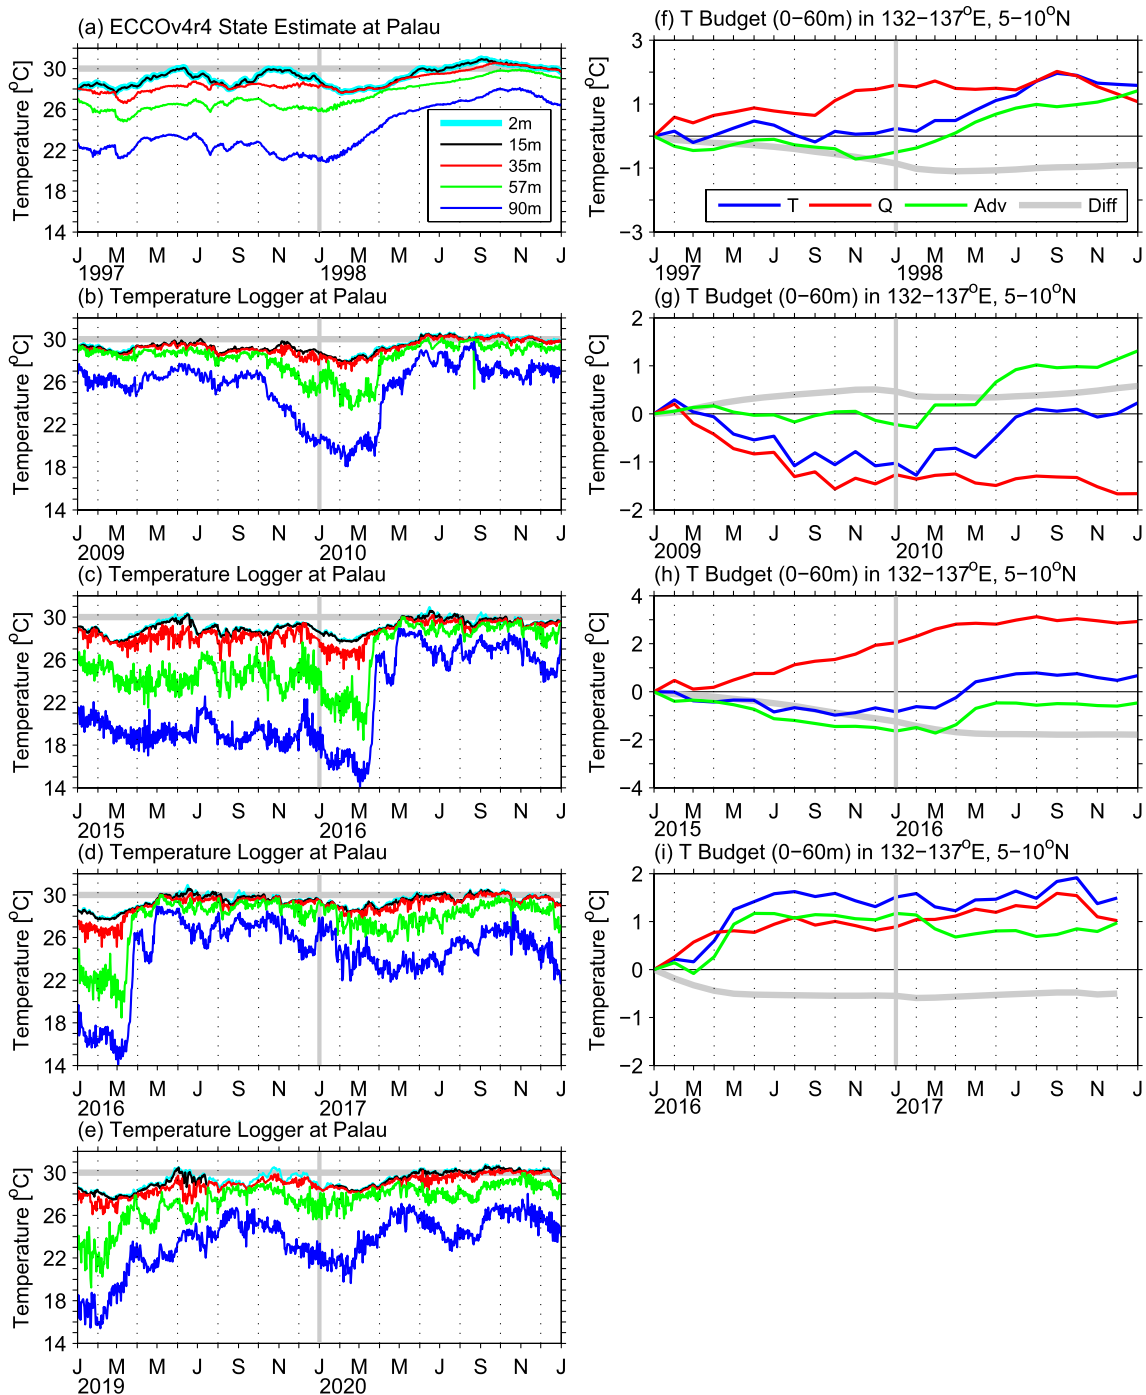 (a) ECCOv4r4 State Estimate at Palau
Temperature [°C]
30
26
22
18
14
2m
15m
35m
57m
90m
J M M J S N J M M J S N J
1997 1998
(b) Temperature Logger at Palau
Temperature [°C]
30
26
22
18
14
J M M J S N J M M J S N J
2009 2010
(c) Temperature Logger at Palau
Temperature [°C]
30
26
22
18
14
J M M J S N J M M J S N J
2015 2016
(d) Temperature Logger at Palau
Temperature [°C]
30
26
22
18
14
J M M J S N J M M J S N J
2016 2017
(e) Temperature Logger at Palau
Temperature [°C]
30
26
22
18
14
J M M J S N J M M J S N J
2019 2020
(f) T Budget (0−60m) in 132−137°E, 5−10°N
Temperature [°C]
3
1
−1
−3
T Q Adv Diff
J M M J S N J M M J S N J
1997 1998
(g) T Budget (0−60m) in 132−137°E, 5−10°N
Temperature [°C]
2
1
0
−1
−2
J M M J S N J M M J S N J
2009 2010
(h) T Budget (0−60m) in 132−137°E, 5−10°N
Temperature [°C]
4
2
0
−2
−4
J M M J S N J M M J S N J
2015 2016
(i) T Budget (0−60m) in 132−137°E, 5−10°N
Temperature [°C]
2
1
0
−1
−2
J M M J S N J M M J S N J
2016 2017